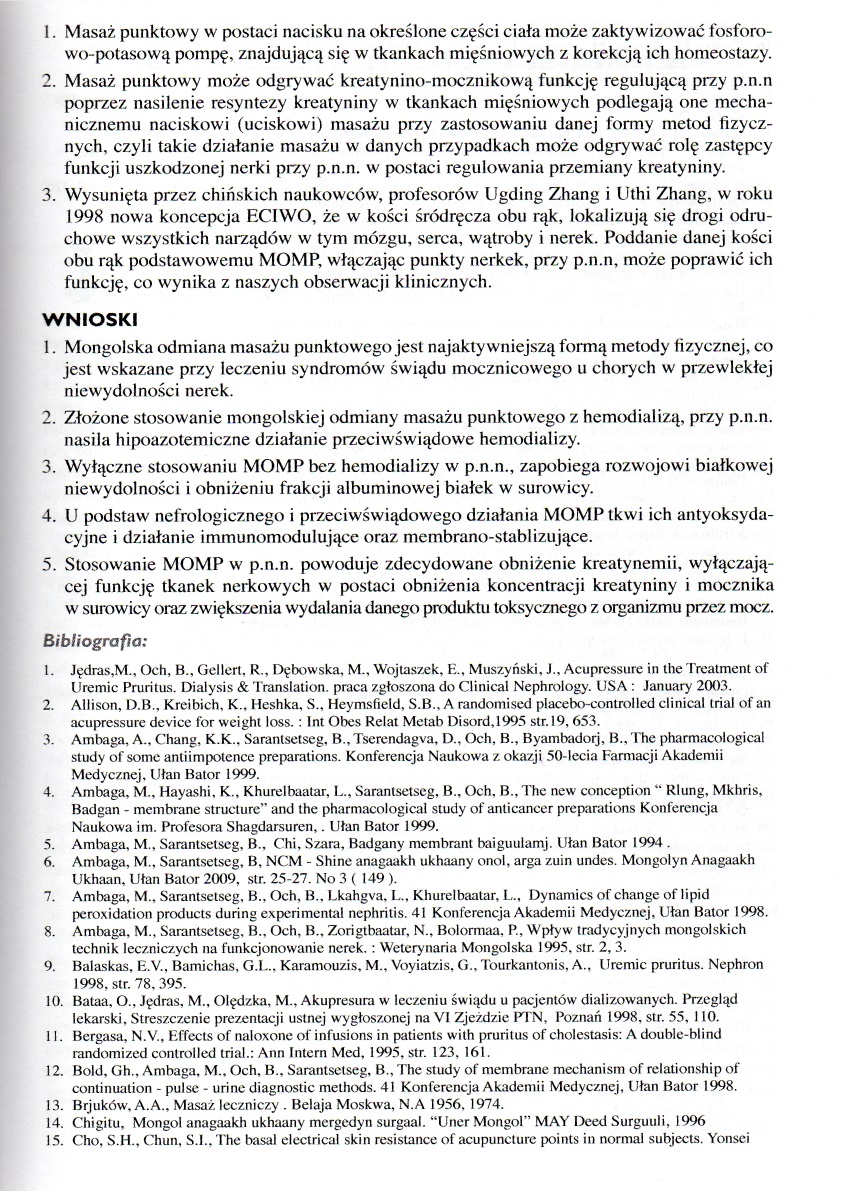 1. Masaż punktowy w postaci nacisku na określone części ciała może zaktywizować fosforo-
wo-potasową pompę, znajdującą się w tkankach mięśniowych z korekcją ich homeostazy.
2. Masaż punktowy może odgrywać kreatynino-mocznikową funkcję regulującą przy p.n.n
poprzez nasilenie resyntezy kreatyniny w tkankach mięśniowych podlegają one mecha-
nicznemu naciskowi (uciskowi) masażu przy zastosowaniu danej formy metod fizycz-
nych, czyli takie działanie masażu w danych przypadkach może odgrywać rolę zastępcy
funkcji uszkodzonej nerki przy p.n.n. w postaci regulowania przemiany kreatyniny.
3. Wysunięta przez chińskich naukowców, profesorów Ugding Zhang i Uthi Zhang, w roku
1998 nowa koncepcja ECIWO, że w kości śródręcza obu rąk, lokalizują się drogi odru-
chowe wszystkich narządów w tym mózgu, serca, wątroby i nerek. Poddanie danej kości
obu rąk podstawowemu MOMP, włączając punkty nerkek, przy p.n.n, może poprawić ich
funkcję, co wynika z naszych obserwacji klinicznych.
WNIOSKI
1. Mongolska odmiana masażu punktowego jest najaktywniejszą formą metody fizycznej, co
jest wskazane przy leczeniu syndromów świądu mocznicowego u chorych w przewlekłej
niewydolności nerek.
2. Złożone stosowanie mongolskiej odmiany masażu punktowego z hemodializą, przy p.n.n.
nasila hipoazotemiczne działanie przeciwświądowe hemodializy.
3. Wyłączne stosowaniu MOMP bez hemodializy w p.n.n., zapobiega rozwojowi białkowej
niewydolności i obniżeniu frakcji albuminowej białek w surowicy.
4. U podstaw nefrologicznego i przeciwświądowego działania MOMP tkwi ich antyoksyda-
cyjne i działanie immunomodulujące oraz membrano-stablizujące.
5. Stosowanie MOMP w p.n.n. powoduje zdecydowane obniżenie kreatynemii, wyłączają-
cej funkcję tkanek nerkowych w postaci obniżenia koncentracji kreatyniny i mocznika
w surowicy oraz zwiększenia wydalania danego produktu toksycznego z organizmu przez mocz.
Bibliografia:
1. Jędras,M., Och, B., Gellert, R., Dębowska, M., Wojtaszek, E., Muszyński, J., Acupressure in the Treatment of
Uremic Pruritus. Dialysis & Translation. praca zgłoszona do Clinical Nephrology. USA : January 2003.
2. Allison, D.B., Kreibich, K., Heshka, S., Heymsfield, S.B., A randomised placebo-controlled clinical trial of an
acupressure device for weight loss. : Int Obes Relat Metab Disord,1995 str.19, 653.
3. Ambaga, A., Chang, K.K., Sarantsetseg, B., Tserendagva, D., Och, B., Byambadorj, B., The pharmacological
study of some antiimpotence preparations. Konferencja Naukowa z okazji 50-lecia Farmacji Akademii
Medycznej, Ułan Bator 1999.
4. Ambaga, M., Hayashi, K., Khurelbaatar, L., Sarantsetseg, B., Och, B., The new conception “ Rlung, Mkhris,
Badgan - membrane structure” and the pharmacological study of anticancer preparations Konferencja
Naukowa im. Profesora Shagdarsuren, . Ułan Bator 1999.
5. Ambaga, M., Sarantsetseg, B., Chi, Szara, Badgany membrant baiguulamj. Ułan Bator 1994 .
6. Ambaga, M., Sarantsetseg, B, NCM - Shine anagaakh ukhaany onol, arga zuin undes. Mongolyn Anagaakh
Ukhaan, Ułan Bator 2009, str. 25-27. No 3 ( 149 ).
7. Ambaga, M., Sarantsetseg, B., Och, B., Lkahgva, L., Khurelbaatar, L., Dynamics of change of lipid
peroxidation products during experimental nephritis. 41 Konferencja Akademii Medycznej, Ułan Bator 1998.
8. Ambaga, M., Sarantsetseg, B., Och, B., Zorigtbaatar, N., Bolormaa, P., Wpływ tradycyjnych mongolskich
technik leczniczych na funkcjonowanie nerek. : Weterynaria Mongolska 1995, str. 2, 3.
9. Balaskas, E.V., Bamichas, G.L., Karamouzis, M., Voyiatzis, G., Tourkantonis, A., Uremic pruritus. Nephron
1998, str. 78, 395.
10. Bataa, O., Jędras, M., Olędzka, M., Akupresura w leczeniu świądu u pacjentów dializowanych. Przegląd
lekarski, Streszczenie prezentacji ustnej wygłoszonej na VI Zjeździe PTN, Poznań 1998, str. 55, 110.
11. Bergasa, N.V., Effects of naloxone of infusions in patients with pruritus of cholestasis: A double-blind
randomized controlled trial.: Ann Intern Med, 1995, str. 123, 161.
12. Bold, Gh., Ambaga, M., Och, B., Sarantsetseg, B., The study of membrane mechanism of relationship of
continuation - pulse - urine diagnostic methods. 41 Konferencja Akademii Medycznej, Ułan Bator 1998.
13. Brjuków, A.A., Masaż leczniczy . Belaja Moskwa, N.A 1956, 1974.
14. Chigitu, Mongol anagaakh ukhaany mergedyn surgaal. “Uner Mongol” MAY Deed Surguuli, 1996
15. Cho, S.H., Chun, S.I., The basal electrical skin resistance of acupuncture points in normal subjects. Yonsei